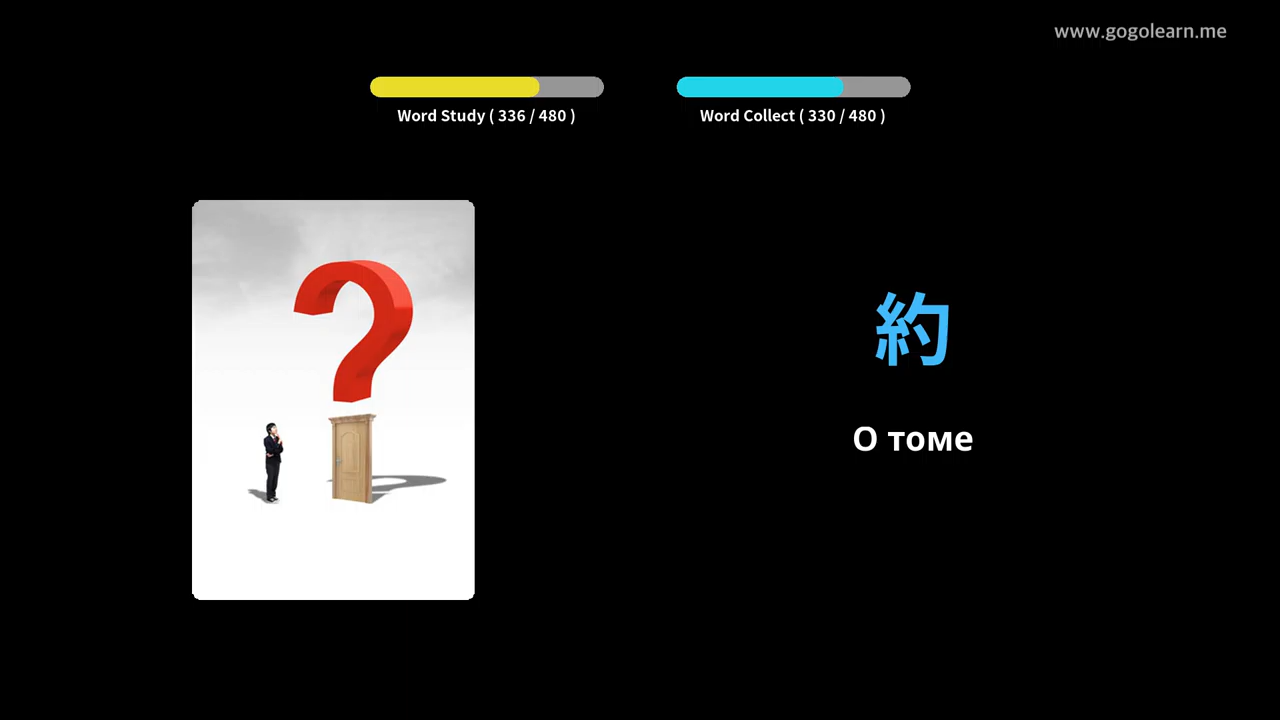 www.gogolearn.me
Word Study ( 336 / 480 )
Word Collect ( 330 / 480 )
約
О томе